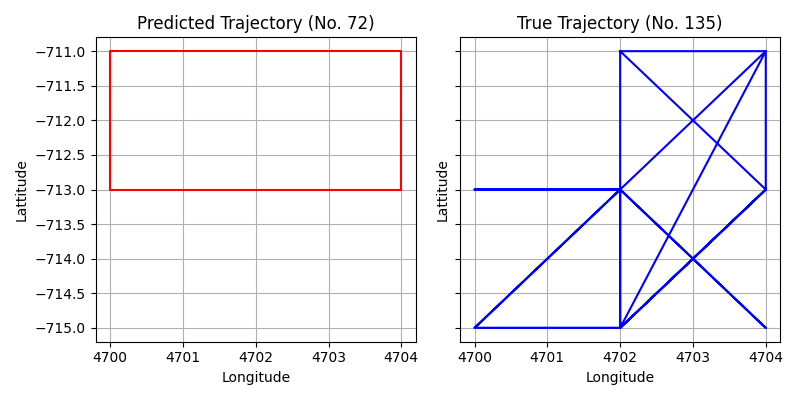 Predicted Trajectory (No. 72)
True Trajectory (No. 135)
−711.0
−711.5
−712.0
−712.5
−713.0
−713.5
−714.0
−714.5
−715.0
Lattitude
Lattitude
4700 4701 4702 4703 4704
4700 4701 4702 4703 4704
Longitude
Longitude